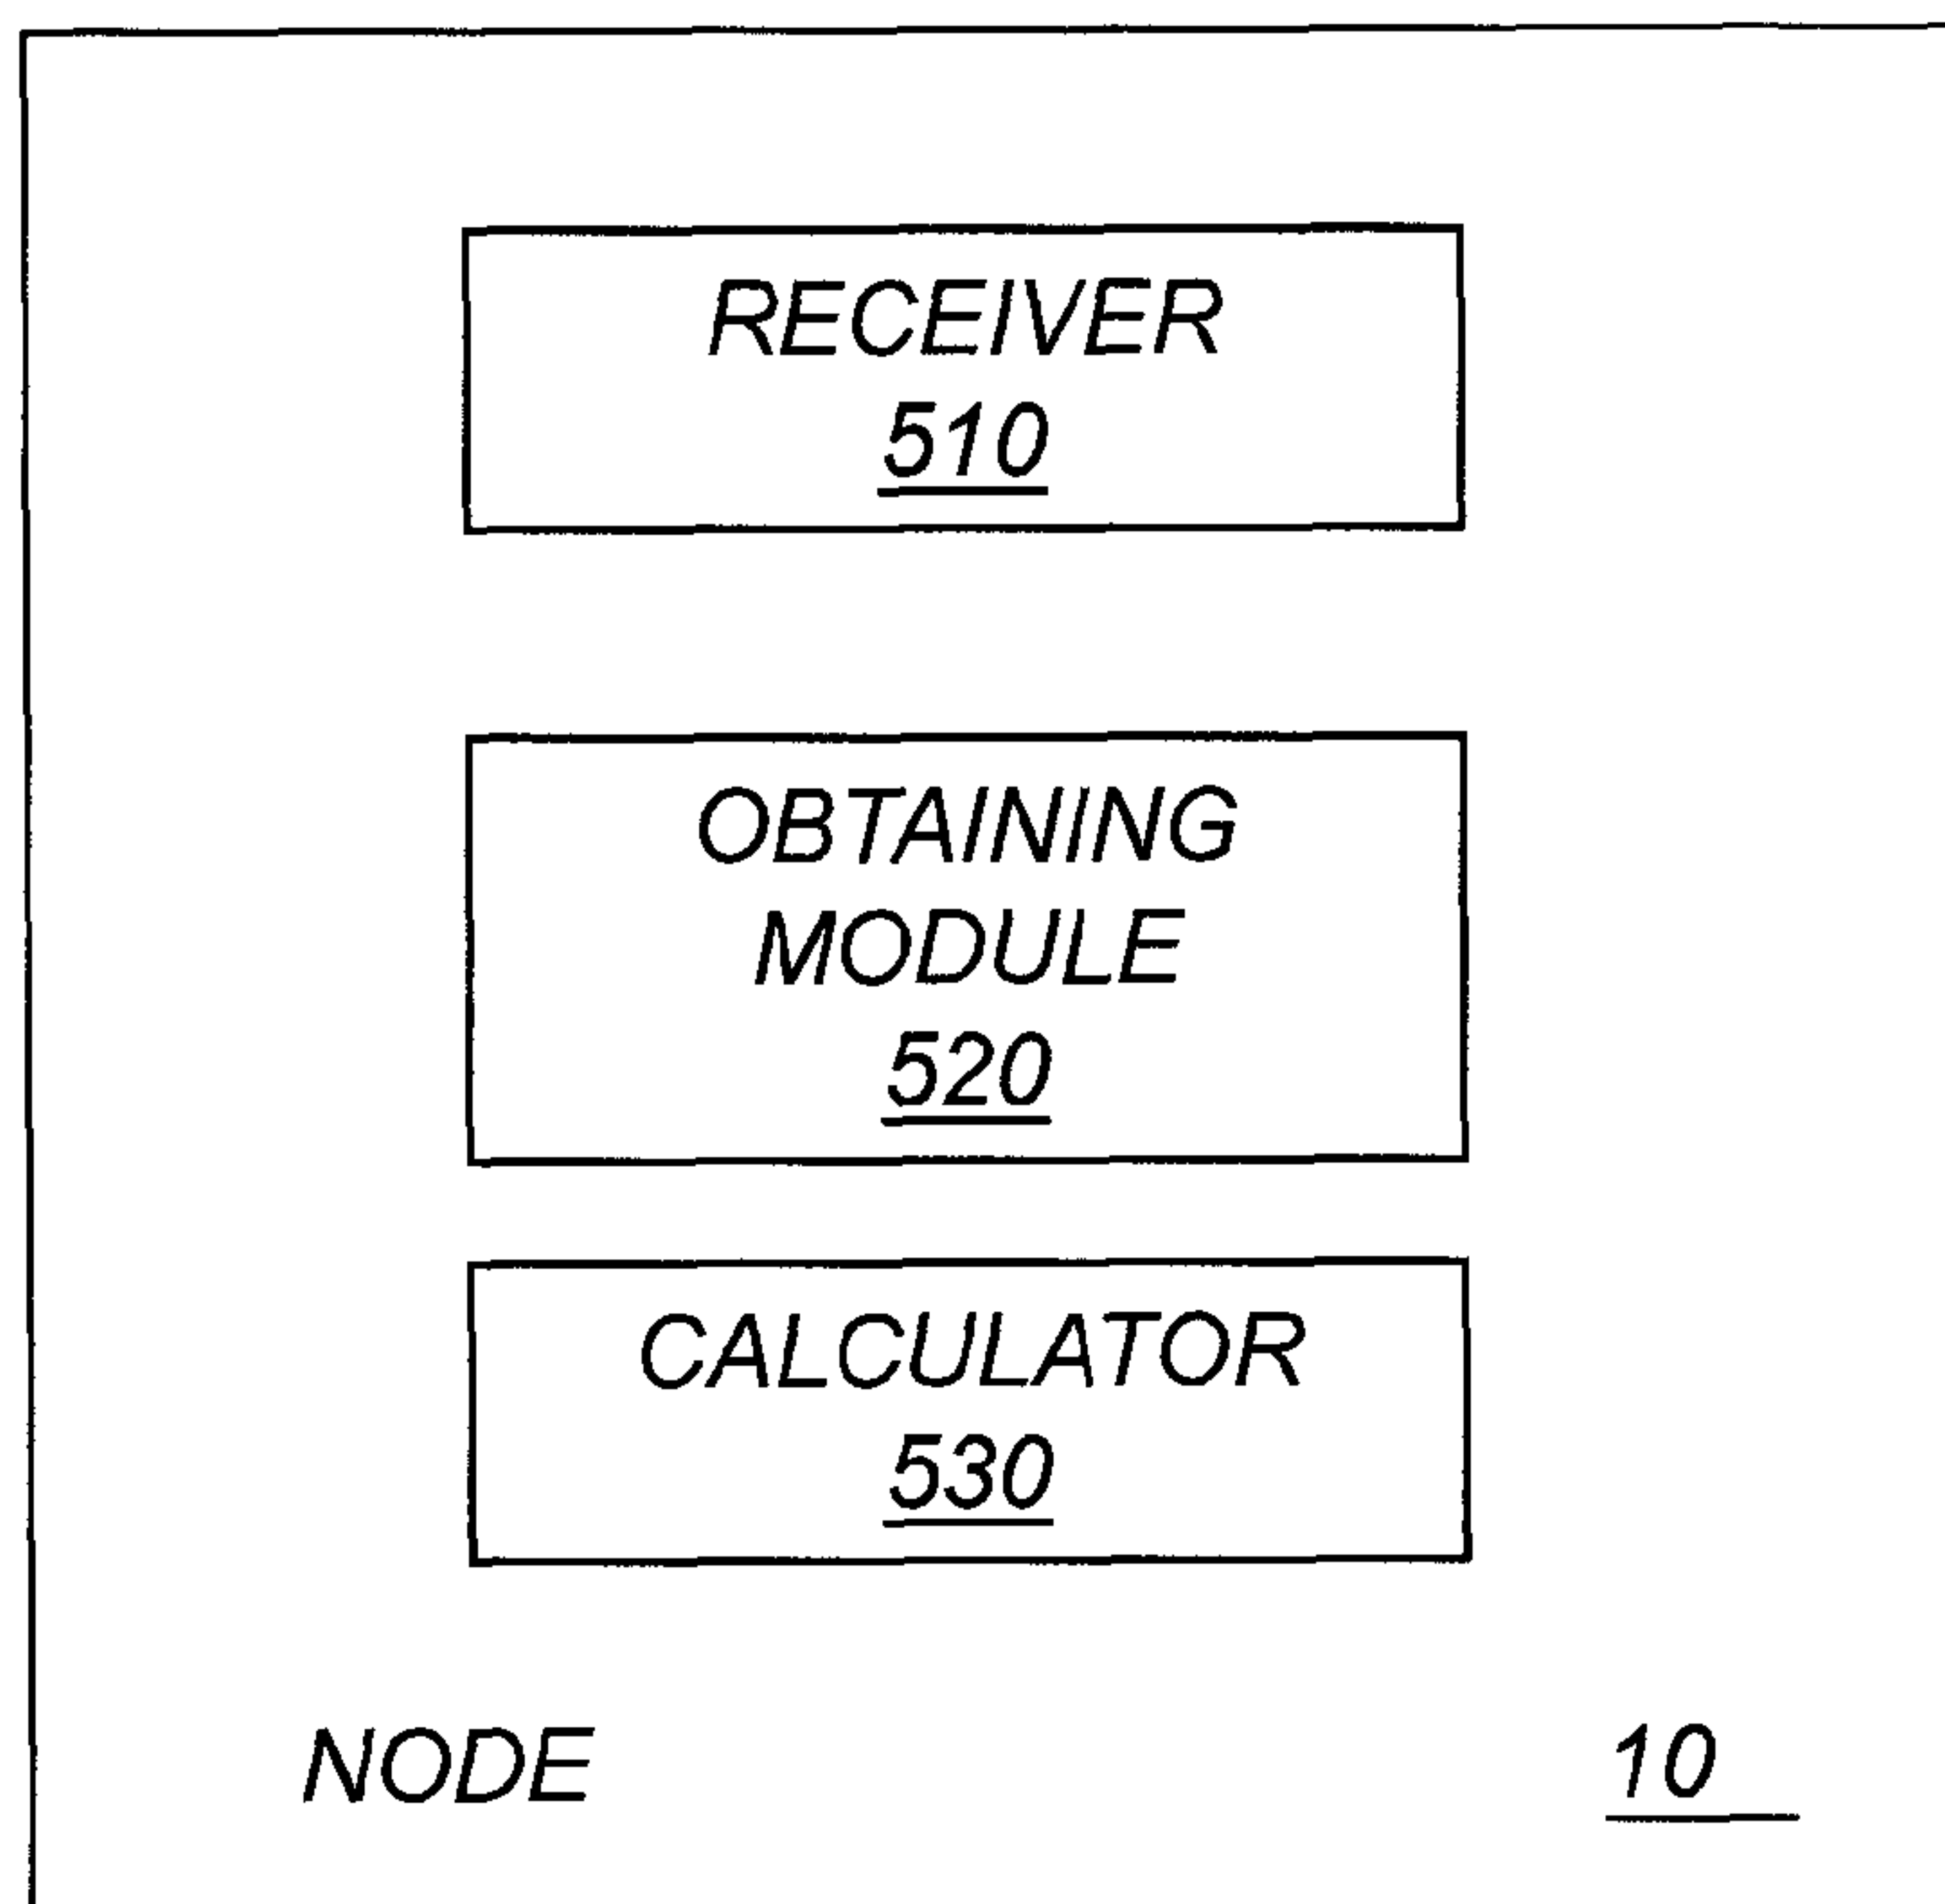 RECEIVER
510
OBTAINING
MODULE
520
CALCULATOR
530
NODE 10